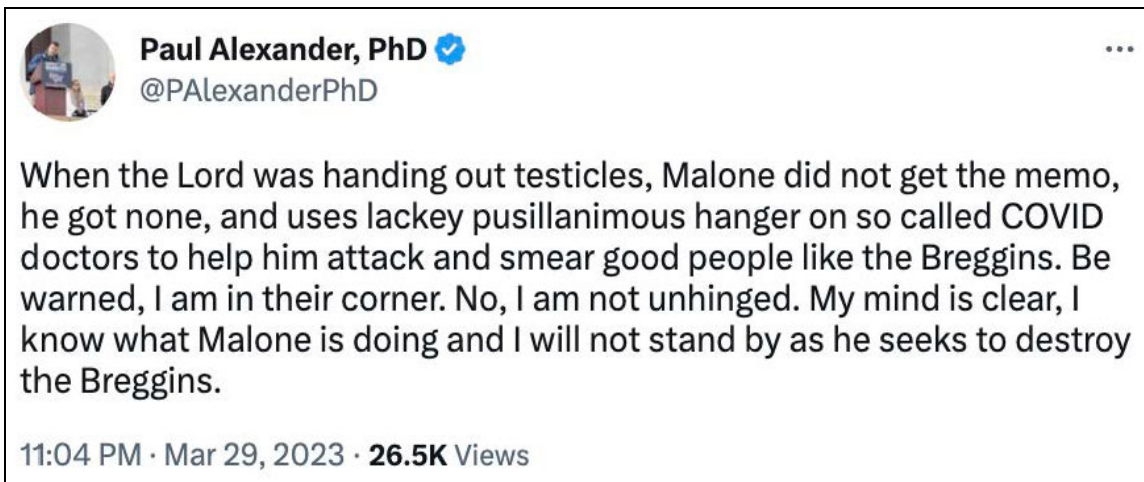 Paul Alexander, PhD
@PAlexanderPhD
When the Lord was handing out testicles, Malone did not get the memo,
he got none, and uses lackey pusillanimous hanger on so called COVID
doctors to help him attack and smear good people like the Breggins. Be
warned, I am in their corner. No, I am not unhinged. My mind is clear, I
know what Malone is doing and I will not stand by as he seeks to destroy
the Breggins.
11:04 PM · Mar 29, 2023 · 26.5K Views